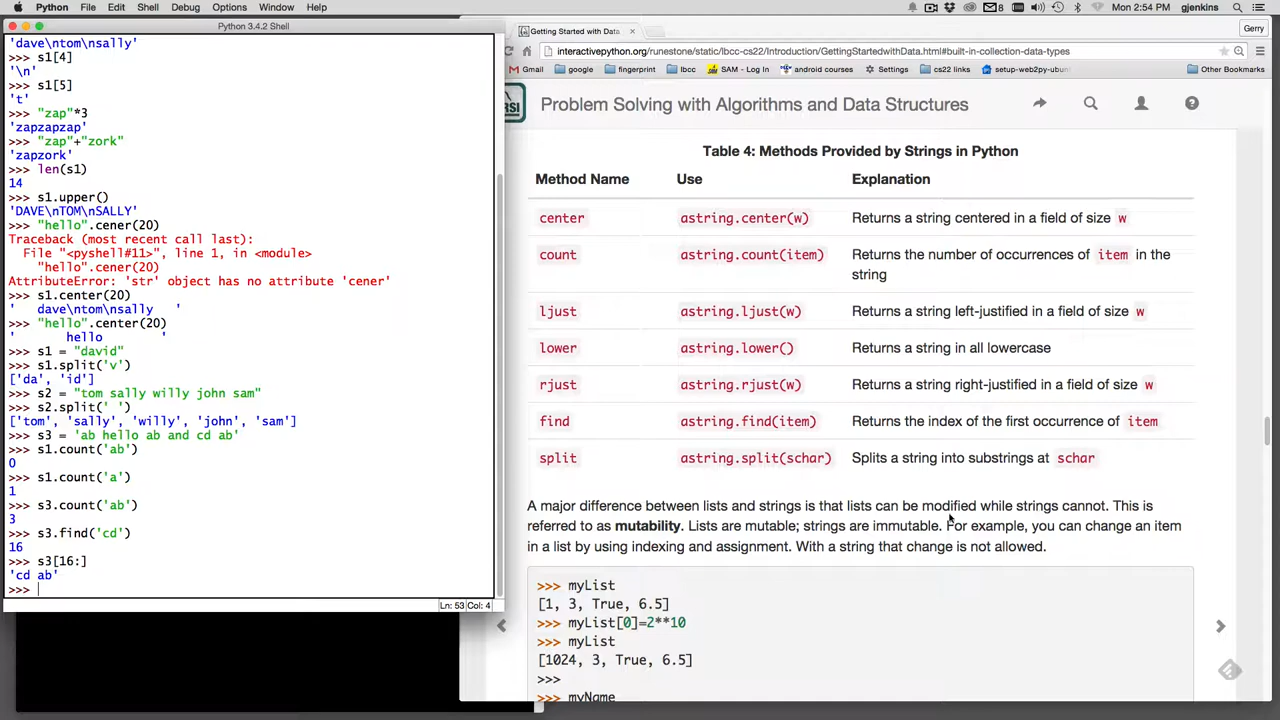 Python File Edit Shell Debug Options Window Help
8
Mon 2:54 PM gjenkins
Python 3.4.2 Shell
'dave\ntom\nsally'
>>> s1[4]
'\n'
>>> s1[5]
't'
>>> "zap"*3
'zapzapzap'
>>> "zap"+"zork"
'zapzork'
>>> len(s1)
14
>>> s1.upper()
'DAVE\nTOM\nSALLY'
>>> "hello".cener(20)
Traceback (most recent call last):
File "<pyshell#11>", line 1, in <module>
"hello".cener(20)
AttributeError: 'str' object has no attribute 'cener'
>>> s1.center(20)
'   dave\ntom\nsally   '
>>> "hello".center(20)
'       hello        '
>>> s1 = "david"
>>> s1.split('v')
['da', 'id']
>>> s2 = "tom sally willy john sam"
>>> s2.split(' ')
['tom', 'sally', 'willy', 'john', 'sam']
>>> s3 = 'ab hello ab and cd ab'
>>> s1.count('ab')
0
>>> s1.count('a')
1
>>> s3.count('ab')
3
>>> s3.find('cd')
16
>>> s3[16:]
'cd ab'
>>>
Ln: 53 Col: 4
Getting Started with Data
Gerry
interactivepython.org/runestone/static/lbcc-cs22/Introduction/GettingStartedwithData.html#built-in-collection-data-types
Gmail google fingerprint lbcc SAM - Log In android courses Settings cs22 links setup-web2py-ubun Other Bookmarks
Problem Solving with Algorithms and Data Structures
Table 4: Methods Provided by Strings in Python
Method Name Use Explanation
center astring.center(w) Returns a string centered in a field of size w
count astring.count(item) Returns the number of occurrences of item in the
string
ljust astring.ljust(w) Returns a string left-justified in a field of size w
lower astring.lower() Returns a string in all lowercase
rjust astring.rjust(w) Returns a string right-justified in a field of size w
find astring.find(item) Returns the index of the first occurrence of item
split astring.split(schar) Splits a string into substrings at schar
A major difference between lists and strings is that lists can be modified while strings cannot. This is
referred to as mutability. Lists are mutable; strings are immutable. For example, you can change an item
in a list by using indexing and assignment. With a string that change is not allowed.
>>> myList
[1, 3, True, 6.5]
>>> myList[0]=2**10
>>> myList
[1024, 3, True, 6.5]
>>>
>>> myName